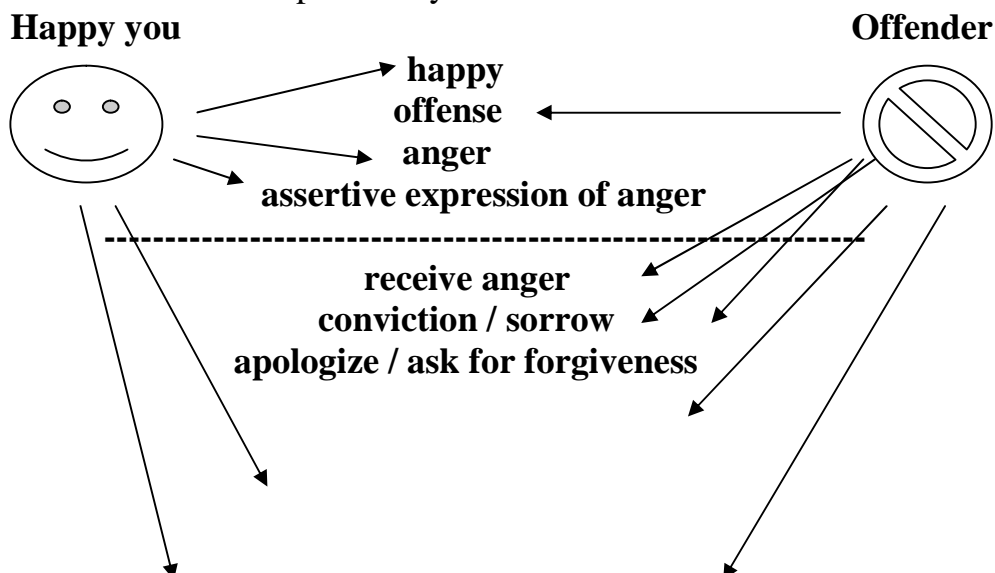 Happy you Offender
happy
offense
anger
assertive expression of anger
receive anger
conviction / sorrow
apologize / ask for forgiveness